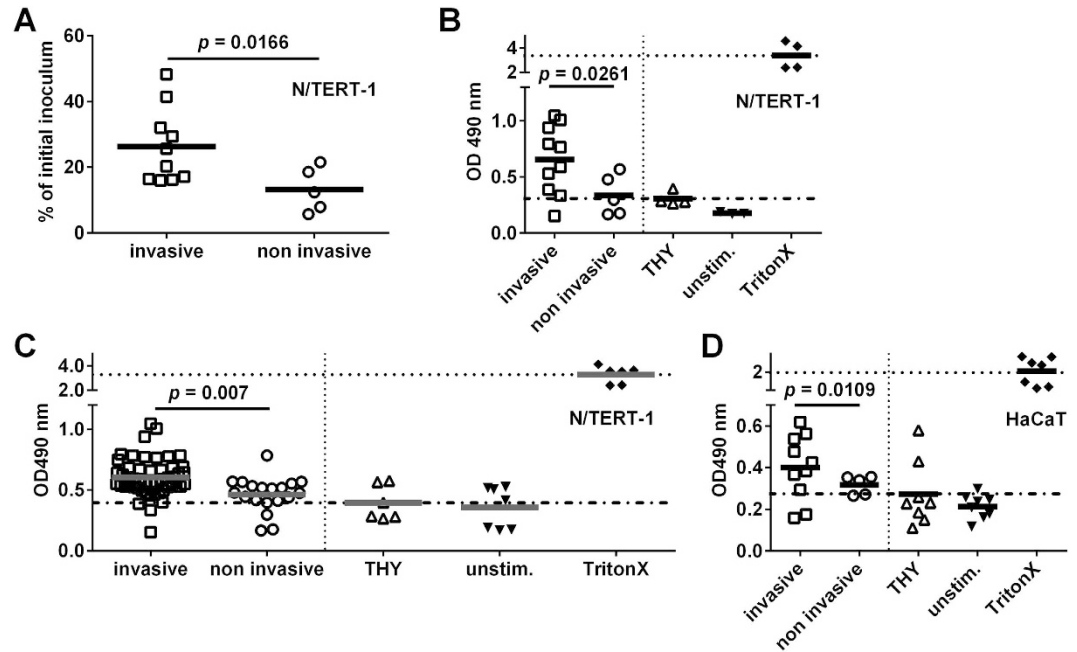 A
% of initial inoculum
60
40
20
0
p = 0.0166
N/TERT-1
invasive
non invasive
B
OD 490 nm
4
2
1.0
0.5
0.0
p = 0.0261
N/TERT-1
invasive
non invasive
THY
unstim.
TritonX
C
OD490 nm
4.0
2.0
1.0
0.5
0.0
p = 0.007
N/TERT-1
invasive
non invasive
THY
unstim.
TritonX
D
OD490 nm
2
0.6
0.4
0.2
0.0
p = 0.0109
HaCaT
invasive
non invasive
THY
unstim.
TritonX